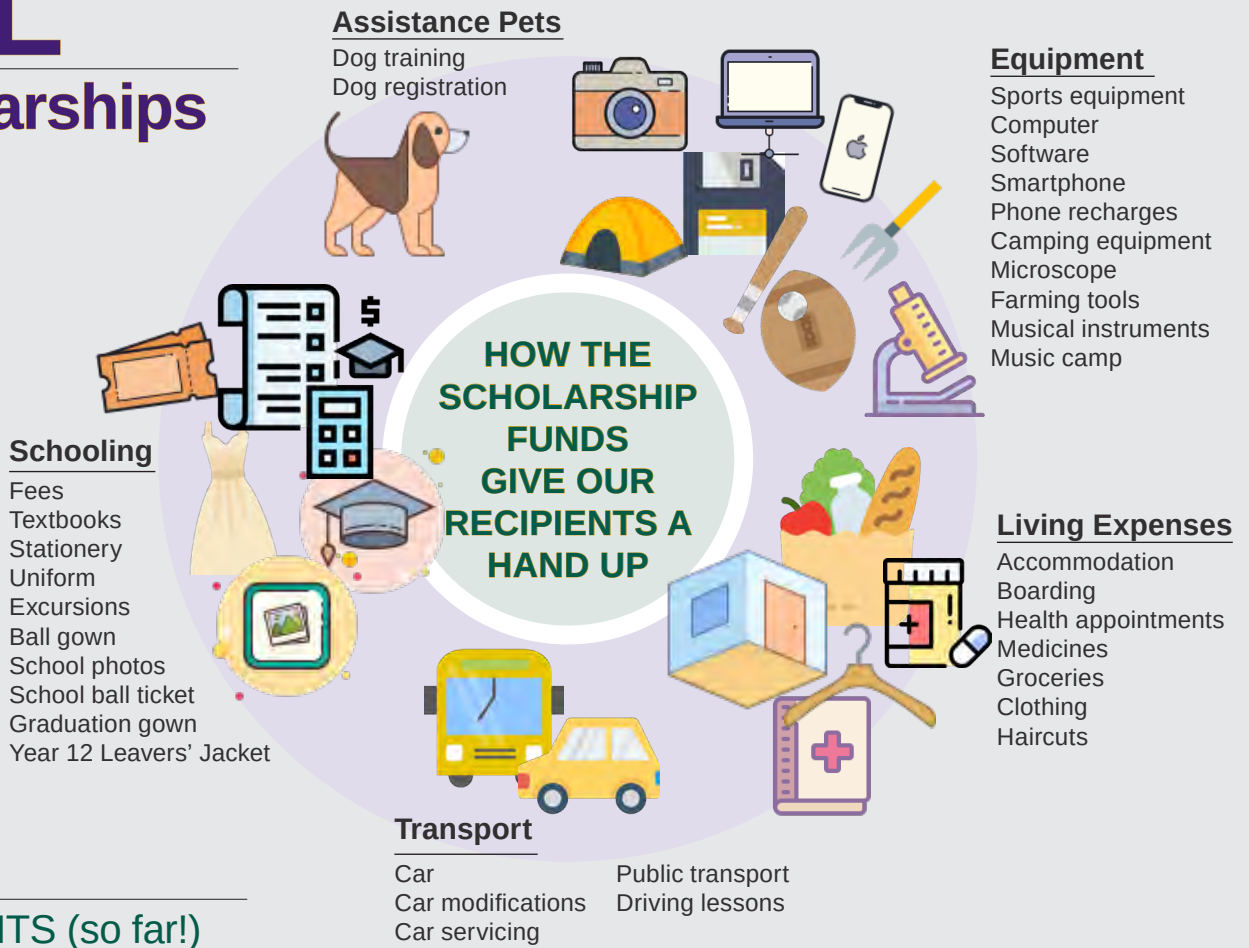 L
arships
Assistance Pets
Dog training
Dog registration
Equipment
Sports equipment
Computer
Software
Smartphone
Phone recharges
Camping equipment
Microscope
Farming tools
Musical instruments
Music camp
$
HOW THE
SCHOLARSHIP
FUNDS
GIVE OUR
RECIPIENTS A
HAND UP
Schooling
Fees
Textbooks
Stationery
Uniform
Excursions
Ball gown
School photos
School ball ticket
Graduation gown
Year 12 Leavers’ Jacket
Living Expenses
Accommodation
Boarding
Health appointments
Medicines
Groceries
Clothing
Haircuts
Transport
Car
Car modifications
Car servicing
Public transport
Driving lessons
ITS (so far!)